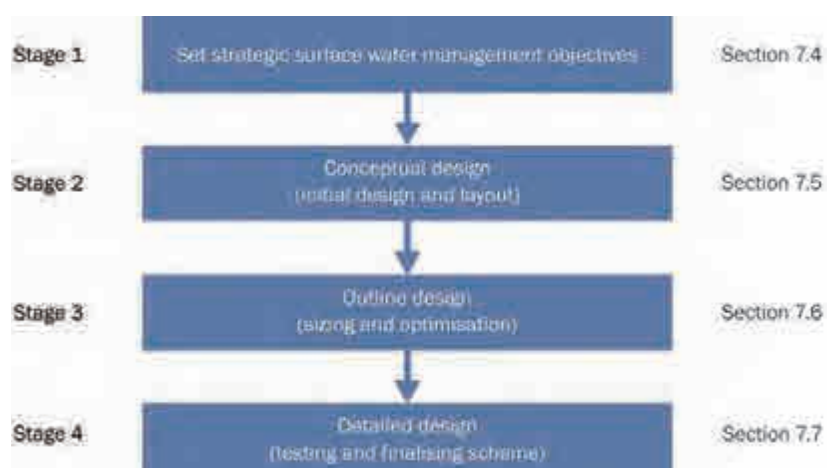 Stage 1
Set strategic surface water management objectives
Section 7.4
Stage 2
Conceptual design
(initial design and layout)
Section 7.5
Stage 3
Outline design
(sizing and optimisation)
Section 7.6
Stage 4
Detailed design
(testing and finalising scheme)
Section 7.7